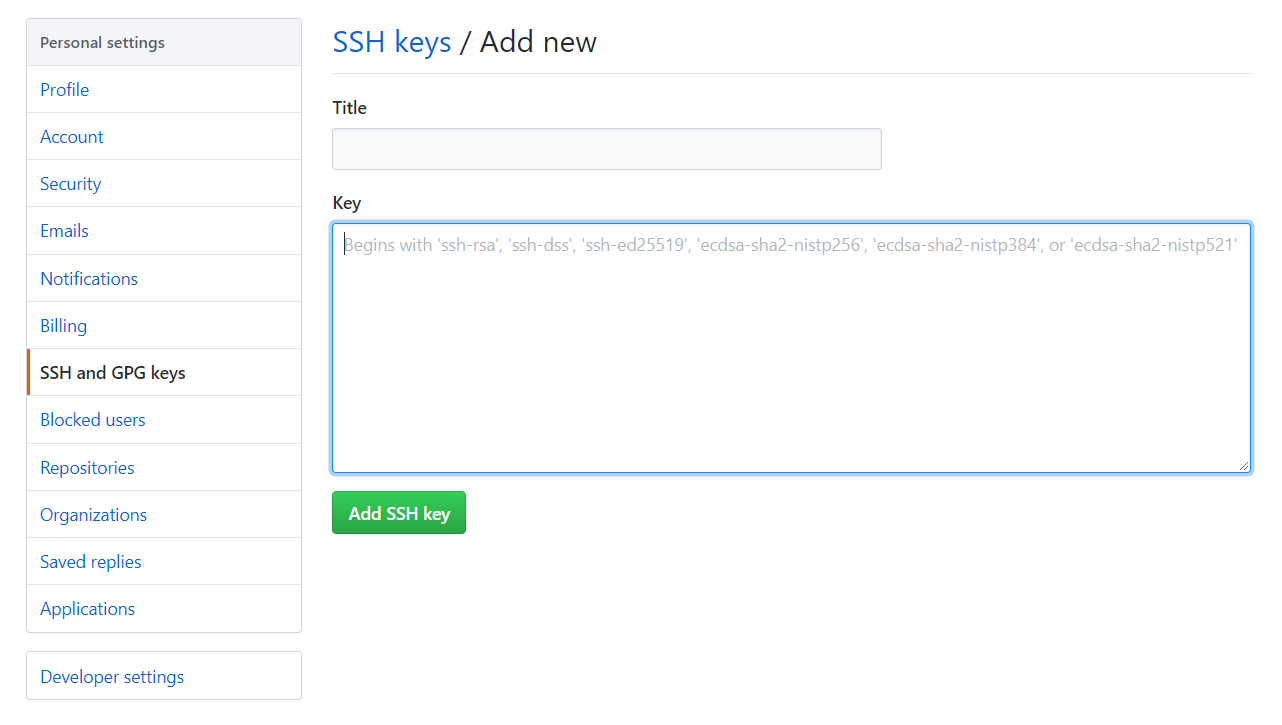 Personal settings
Profile
Account
Security
Emails
Notifications
Billing
SSH and GPG keys
Blocked users
Repositories
Organizations
Saved replies
Applications
Developer settings
SSH keys / Add new
Title
Key
Begins with 'ssh-rsa', 'ssh-dss', 'ssh-ed25519', 'ecdsa-sha2-nistp256', 'ecdsa-sha2-nistp384', or 'ecdsa-sha2-nistp521'
Add SSH key